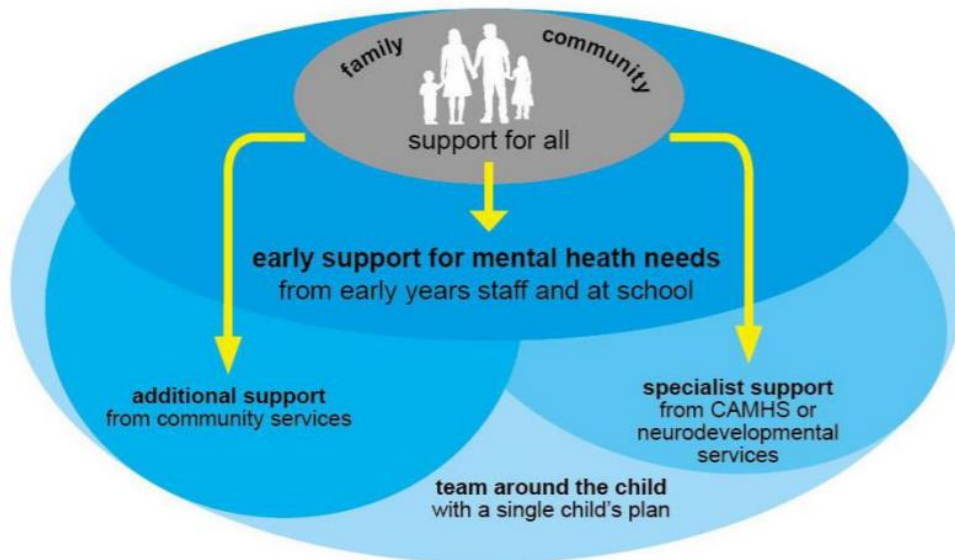 family
community
support for all
early support for mental heath needs
from early years staff and at school
additional support
from community services
specialist support
from CAMHS or
neurodevelopmental
services
team around the child
with a single child's plan